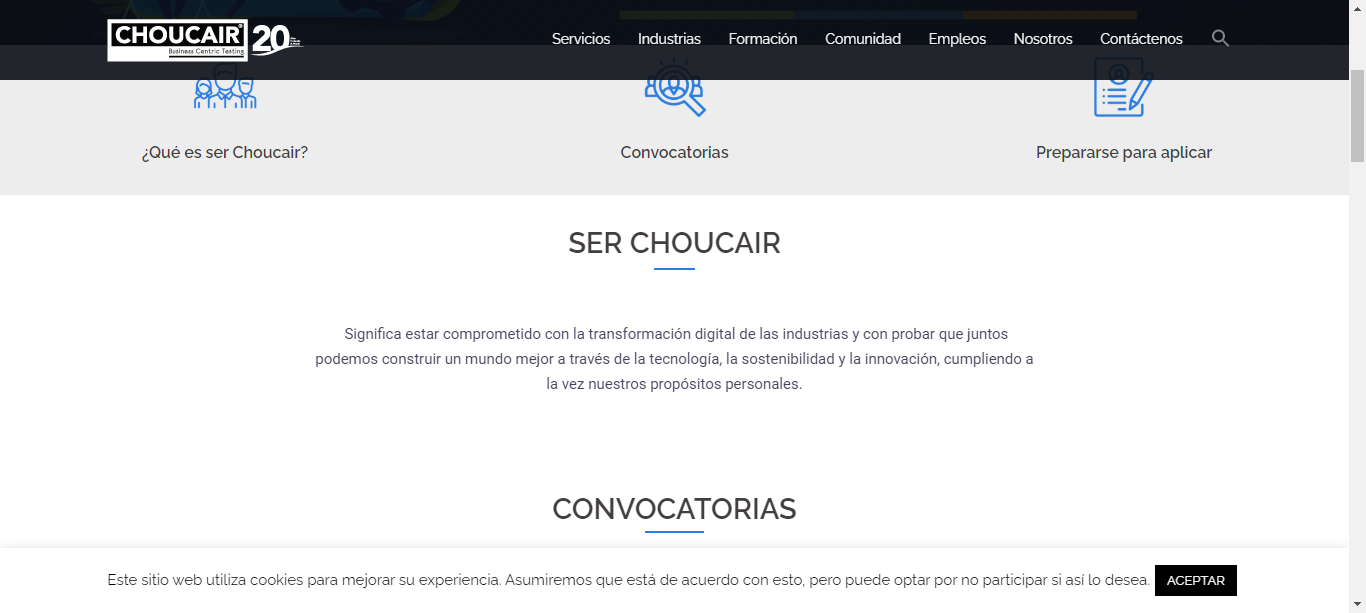 CHOUCAIR
Business Centric Testing
20
Servicios Industrias Formación Comunidad Empleos Nosotros Contáctenos
¿Qué es ser Choucair? Convocatorias Prepararse para aplicar
SER CHOUCAIR
Significa estar comprometido con la transformación digital de las industrias y con probar que juntos
podemos construir un mundo mejor a través de la tecnología, la sostenibilidad y la innovación, cumpliendo a
la vez nuestros propósitos personales.
CONVOCATORIAS
Este sitio web utiliza cookies para mejorar su experiencia. Asumiremos que está de acuerdo con esto, pero puede optar por no participar si así lo desea. ACEPTAR